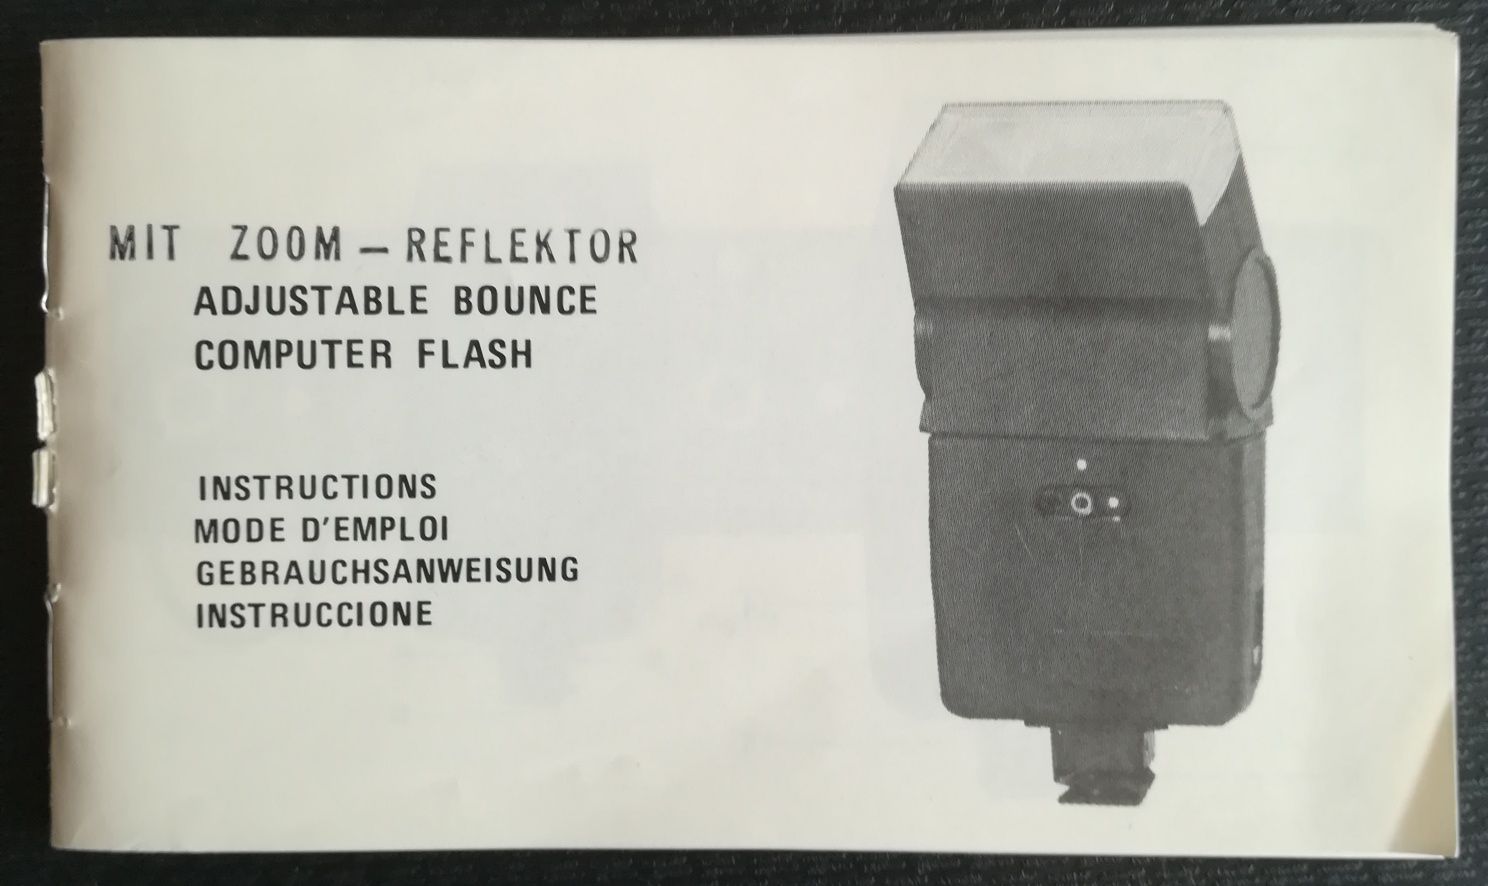 MIT ZOOM – REFLEKTOR
ADJUSTABLE BOUNCE
COMPUTER FLASH
INSTRUCTIONS
MODE D'EMPLOI
GEBRAUCHSANWEISUNG
INSTRUCCIONE